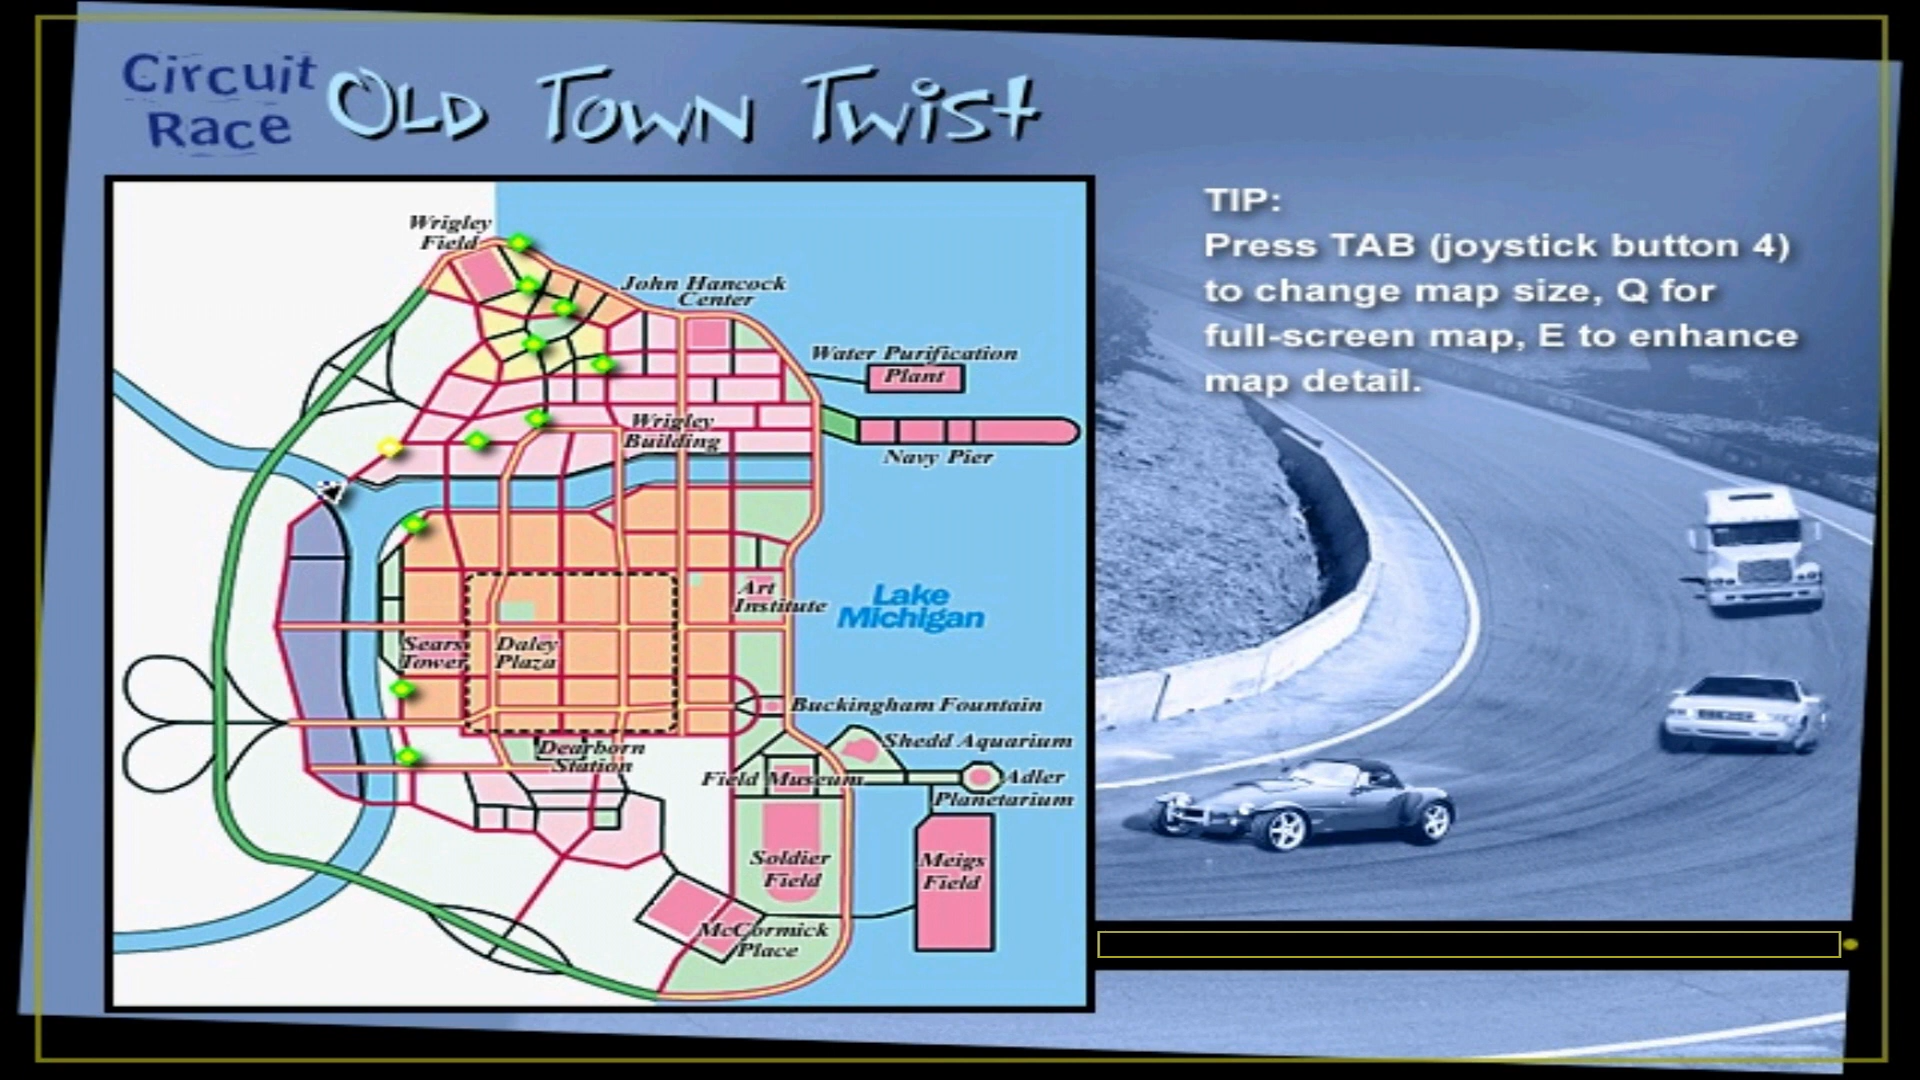 Circuit
Race
Old Town Twist
TIP:
Press TAB (joystick button 4)
to change map size, Q for
full-screen map, E to enhance
map detail.
Wrigley
Field
John Hancock
Center
Water Purification
Plant
Wrigley
Building
Navy Pier
Art
Institute
Lake
Michigan
Sears
Tower
Daley
Plaza
Buckingham Fountain
Shedd Aquarium
Dearborn
Station
Field Museum
Adler
Planetarium
Soldier
Field
Meigs
Field
McCormick
Place